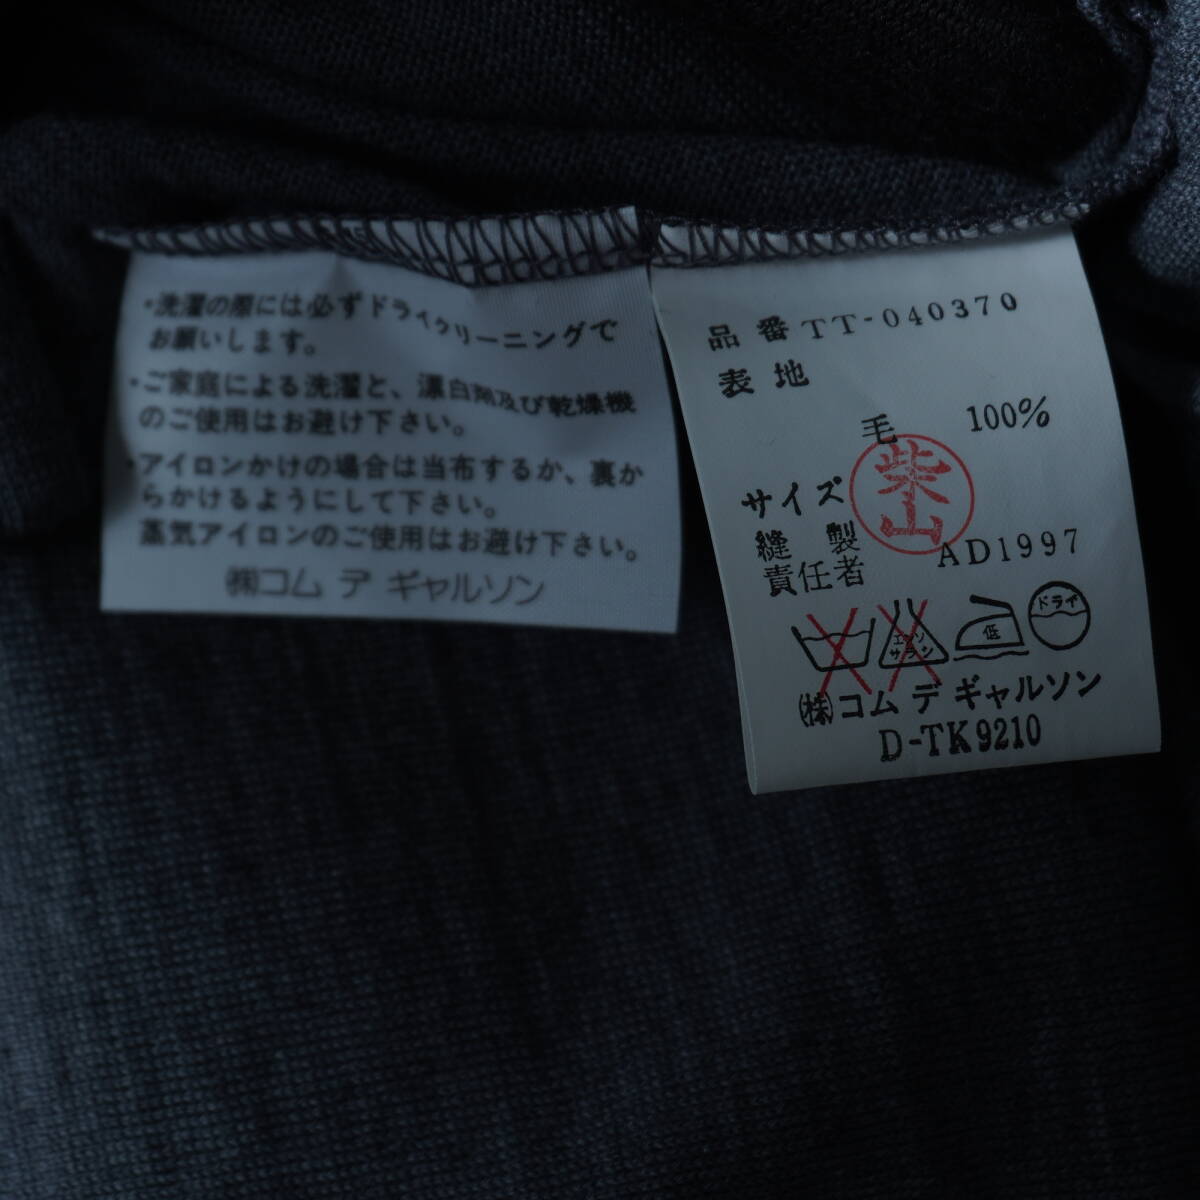 ・洗濯の際には必ずドライクリーニングで
お願いします。
・ご家庭による洗濯と、漂白剤及び乾燥機
のご使用はお避け下さい。
・アイロンかけの場合は当布するか、裏か
らかけるようにして下さい。
蒸気アイロンのご使用はお避け下さい。
㈱コム デ ギャルソン
品番 TT-040370
表地
毛 100%
サイズ
縫製
責任者
柴山
AD1997
エンソ
サラシ
低
ドライ
㈱コム デ ギャルソン
D-TK9210